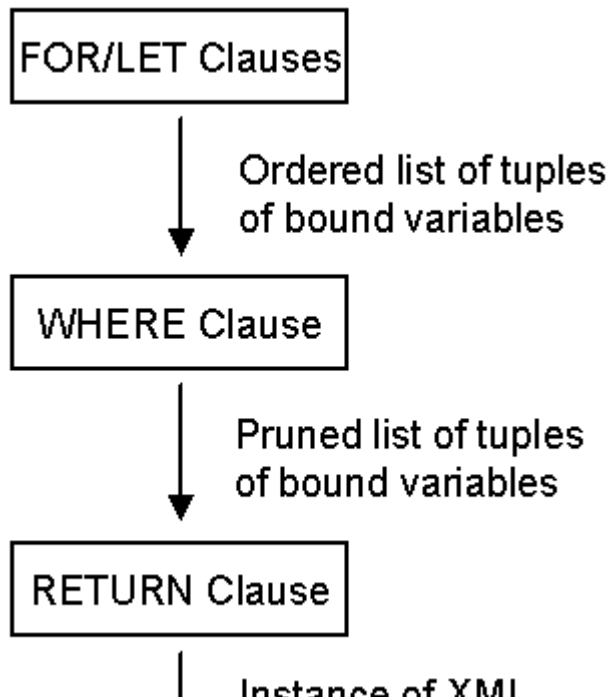 FOR/LET Clauses
Ordered list of tuples
of bound variables
WHERE Clause
Pruned list of tuples
of bound variables
RETURN Clause
Instance of XML